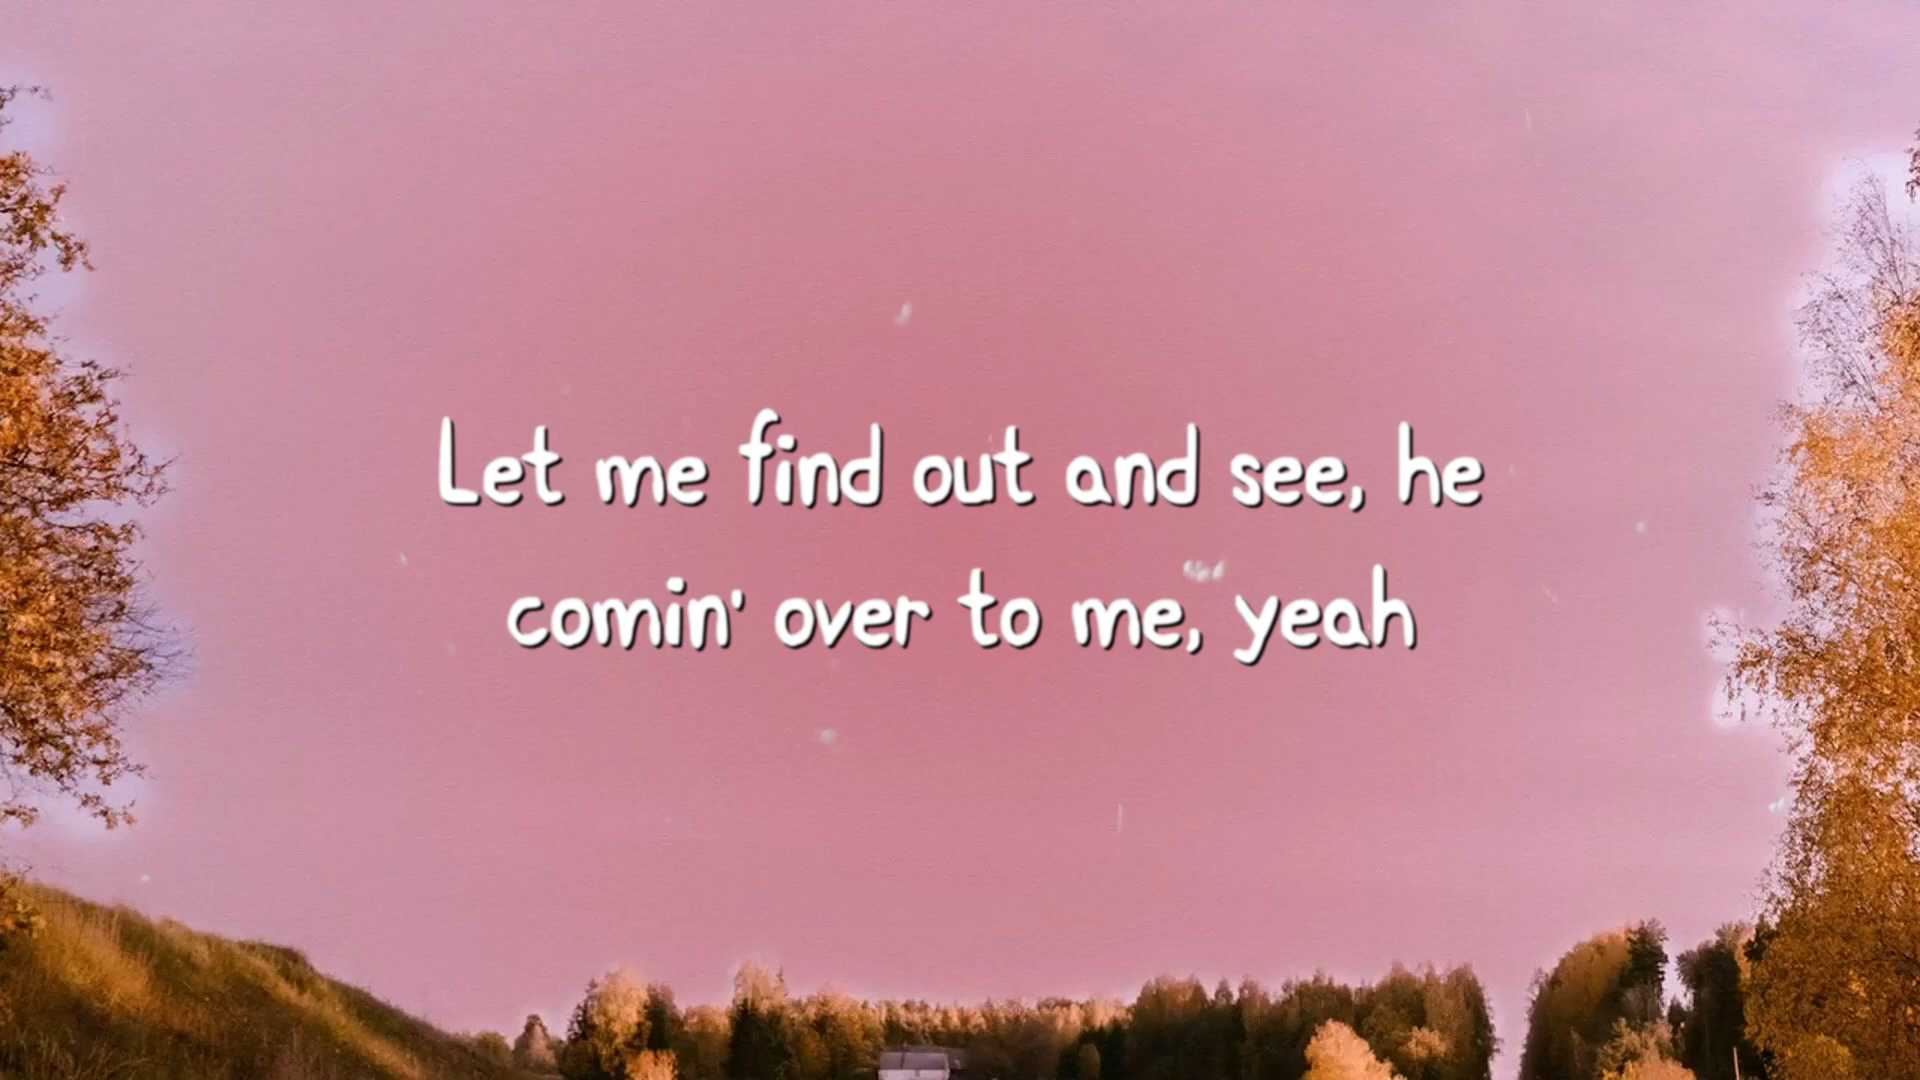 Let me find out and see, he
comin' over to me, yeah